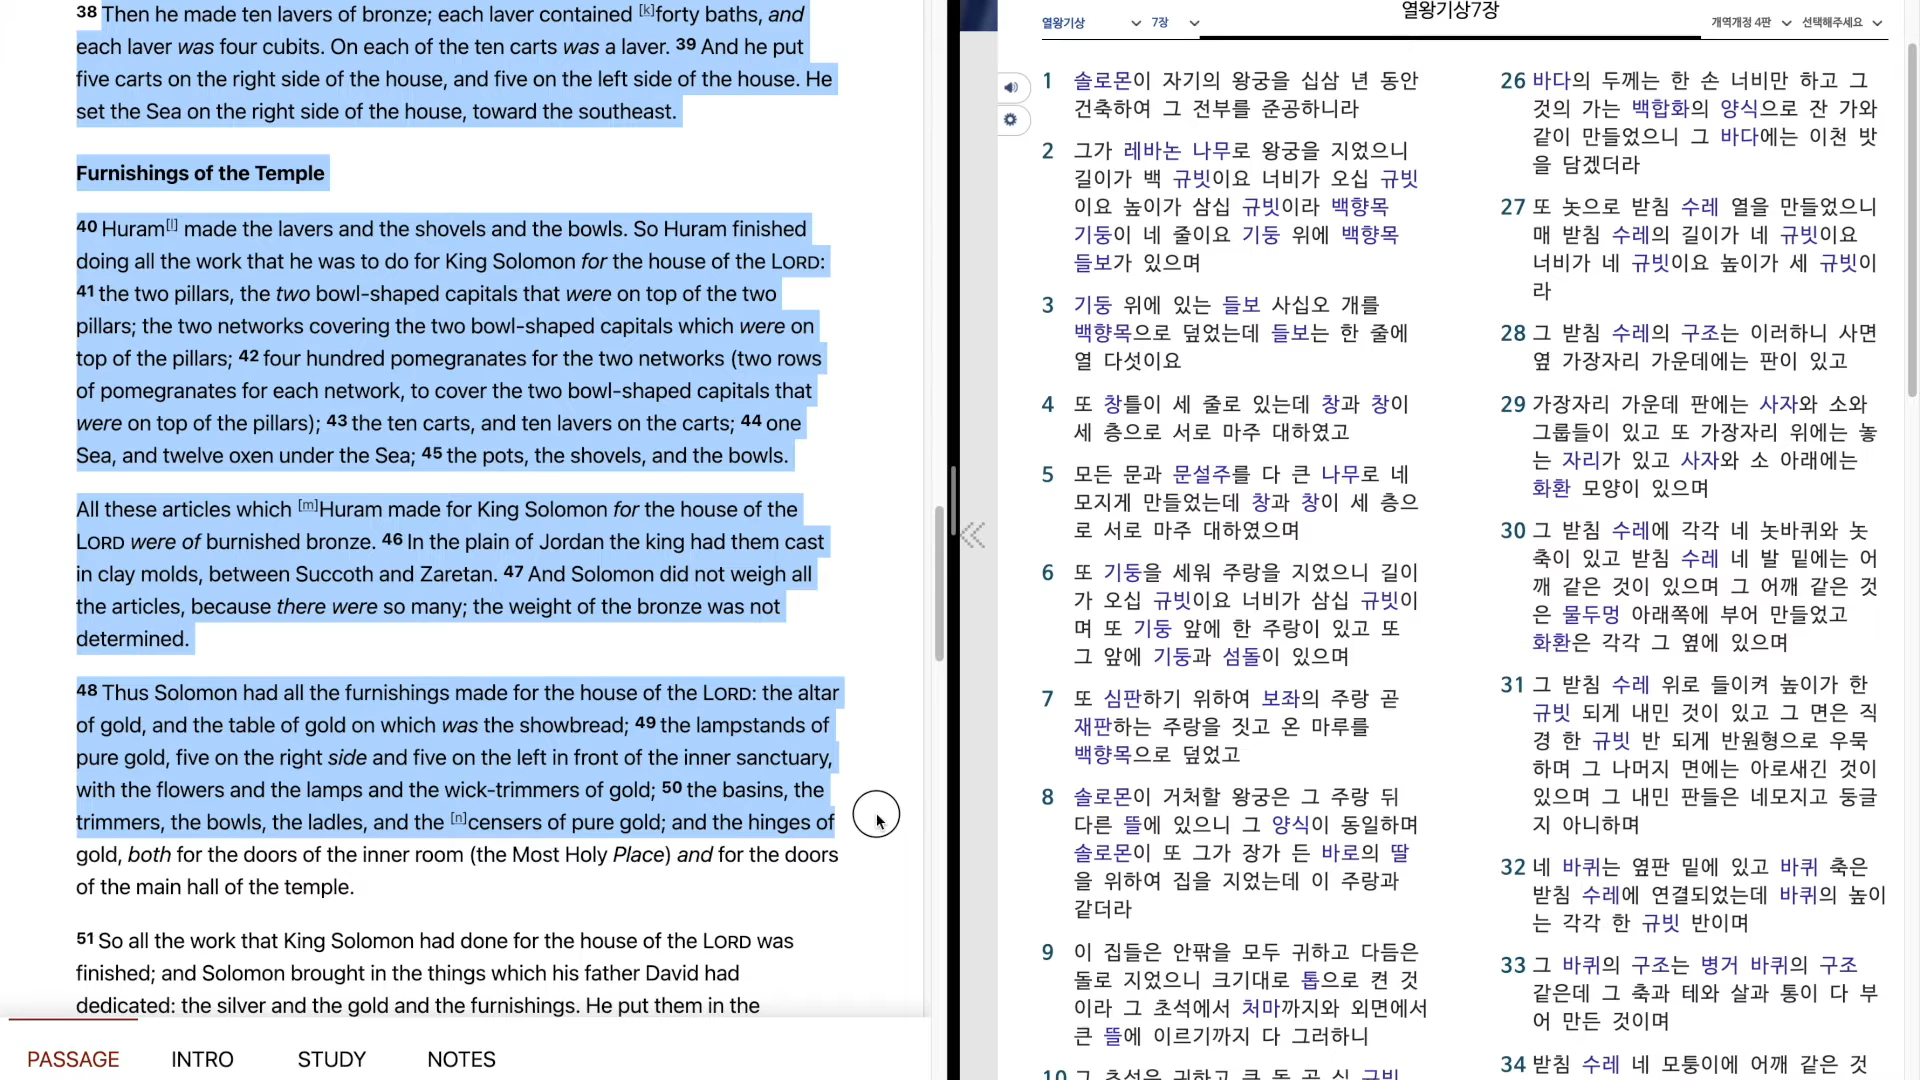 38 Then he made ten lavers of bronze; each laver contained [k]forty baths, and
each laver was four cubits. On each of the ten carts was a laver. 39 And he put
five carts on the right side of the house, and five on the left side of the house. He
set the Sea on the right side of the house, toward the southeast.
Furnishings of the Temple
40 Huram[l] made the lavers and the shovels and the bowls. So Huram finished
doing all the work that he was to do for King Solomon for the house of the LORD:
41 the two pillars, the two bowl-shaped capitals that were on top of the two
pillars; the two networks covering the two bowl-shaped capitals which were on
top of the pillars; 42 four hundred pomegranates for the two networks (two rows
of pomegranates for each network, to cover the two bowl-shaped capitals that
were on top of the pillars); 43 the ten carts, and ten lavers on the carts; 44 one
Sea, and twelve oxen under the Sea; 45 the pots, the shovels, and the bowls.
All these articles which [m]Huram made for King Solomon for the house of the
LORD were of burnished bronze. 46 In the plain of Jordan the king had them cast
in clay molds, between Succoth and Zaretan. 47 And Solomon did not weigh all
the articles, because there were so many; the weight of the bronze was not
determined.
48 Thus Solomon had all the furnishings made for the house of the LORD: the altar
of gold, and the table of gold on which was the showbread; 49 the lampstands of
pure gold, five on the right side and five on the left in front of the inner sanctuary,
with the flowers and the lamps and the wick-trimmers of gold; 50 the basins, the
trimmers, the bowls, the ladles, and the [n]censers of pure gold; and the hinges of
gold, both for the doors of the inner room (the Most Holy Place) and for the doors
of the main hall of the temple.
51 So all the work that King Solomon had done for the house of the LORD was
finished; and Solomon brought in the things which his father David had
dedicated: the silver and the gold and the furnishings. He put them in the
PASSAGE INTRO STUDY NOTES
열왕기상 7장 열왕기상7장 개역개정 4판 선택해주세요
1 솔로몬이 자기의 왕궁을 십삼 년 동안
건축하여 그 전부를 준공하니라
2 그가 레바논 나무로 왕궁을 지었으니
길이가 백 규빗이요 너비가 오십 규빗
이요 높이가 삼십 규빗이라 백향목
기둥이 네 줄이요 기둥 위에 백향목
들보가 있으며
3 기둥 위에 있는 들보 사십오 개를
백향목으로 덮었는데 들보는 한 줄에
열 다섯이요
4 또 창틀이 세 줄로 있는데 창과 창이
세 층으로 서로 마주 대하였고
5 모든 문과 문설주를 다 큰 나무로 네
모지게 만들었는데 창과 창이 세 층으
로 서로 마주 대하였으며
6 또 기둥을 세워 주랑을 지었으니 길이
가 오십 규빗이요 너비가 삼십 규빗이
며 또 기둥 앞에 한 주랑이 있고 또
그 앞에 기둥과 섬돌이 있으며
7 또 심판하기 위하여 보좌의 주랑 곧
재판하는 주랑을 짓고 온 마루를
백향목으로 덮었고
8 솔로몬이 거처할 왕궁은 그 주랑 뒤
다른 뜰에 있으니 그 양식이 동일하며
솔로몬이 또 그가 장가 든 바로의 딸
을 위하여 집을 지었는데 이 주랑과
같더라
9 이 집들은 안팎을 모두 귀하고 다듬은
돌로 지었으니 크기대로 톱으로 켠 것
이라 그 초석에서 처마까지와 외면에서
큰 뜰에 이르기까지 다 그러하니
10 그 초석은 귀하고 큰 돌 곧 십 규빗
26 바다의 두께는 한 손 너비만 하고 그
것의 가는 백합화의 양식으로 잔 가와
같이 만들었으니 그 바다에는 이천 밧
을 담겠더라
27 또 놋으로 받침 수레 열을 만들었으니
매 받침 수레의 길이가 네 규빗이요
너비가 네 규빗이요 높이가 세 규빗이
라
28 그 받침 수레의 구조는 이러하니 사면
옆 가장자리 가운데에는 판이 있고
29 가장자리 가운데 판에는 사자와 소와
그룹들이 있고 또 가장자리 위에는 놓
는 자리가 있고 사자와 소 아래에는
화환 모양이 있으며
30 그 받침 수레에 각각 네 놋바퀴와 놋
축이 있고 받침 수레 네 발 밑에는 어
깨 같은 것이 있으며 그 어깨 같은 것
은 물두멍 아래쪽에 부어 만들었고
화환은 각각 그 옆에 있으며
31 그 받침 수레 위로 들이켜 높이가 한
규빗 되게 내민 것이 있고 그 면은 직
경 한 규빗 반 되게 반원형으로 우묵
하며 그 나머지 면에는 아로새긴 것이
있으며 그 내민 판들은 네모지고 둥글
지 아니하며
32 네 바퀴는 옆판 밑에 있고 바퀴 축은
받침 수레에 연결되었는데 바퀴의 높이
는 각각 한 규빗 반이며
33 그 바퀴의 구조는 병거 바퀴의 구조
같은데 그 축과 테와 살과 통이 다 부
어 만든 것이며
34 받침 수레 네 모퉁이에 어깨 같은 것